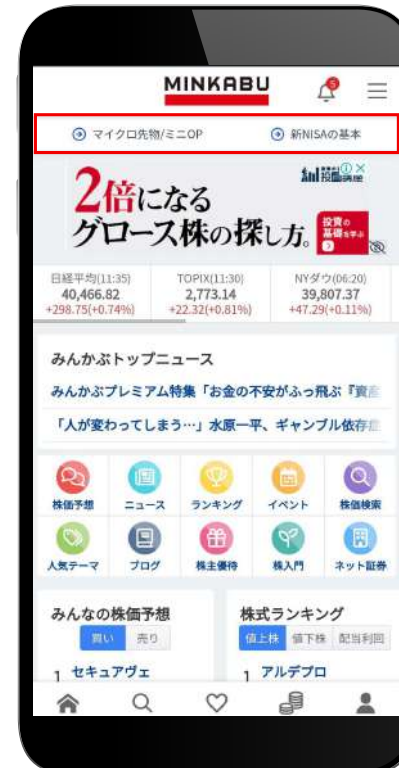 MINKABU
マイクロ先物/ミニOP 新NISAの基本
2倍になる
グロース株の探し方。
投資の
基礎を学ぶ
日経平均(11:35) TOPIX(11:30) NYダウ(06:20)
40,466.82 2,773.14 39,807.37
+298.75(+0.74%) +22.32(+0.81%) +47.29(+0.11%)
みんかぶトップニュース
みんかぶプレミアム特集「お金の不安がふっ飛ぶ『資産
「人が変わってしまう…」水原一平、ギャンブル依存症
株価予想 ニュース ランキング イベント 株価検索
人気テーマ ブログ 株主優待 株入門 ネット証券
みんなの株価予想 株式ランキング
買い 売り 値上株 値下株 配当利回
1 セキュアヴェ 1 アルデプロ